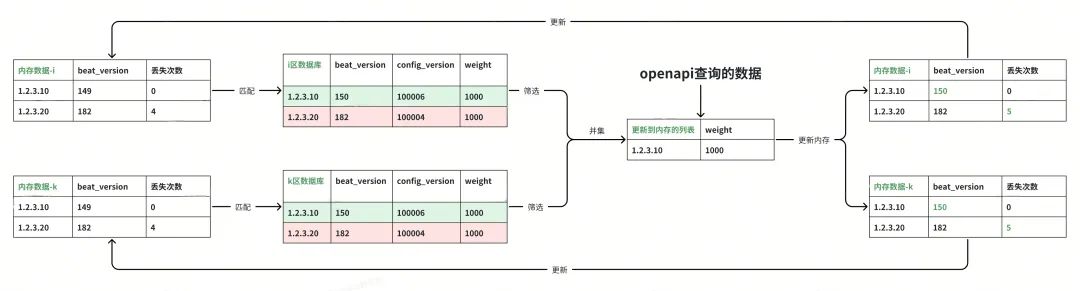 更新
内存数据-i beat_version 丢失次数
1.2.3.10 149 0
1.2.3.20 182 4
匹配
i区数据库 beat_version config_version weight
1.2.3.10 150 100006 1000
1.2.3.20 182 100004 1000
筛选
openapi查询的数据
并集
更新到内存的列表 weight
1.2.3.10 1000
更新内存
内存数据-i beat_version 丢失次数
1.2.3.10 150 0
1.2.3.20 182 5
内存数据-k beat_version 丢失次数
1.2.3.10 149 0
1.2.3.20 182 4
匹配
k区数据库 beat_version config_version weight
1.2.3.10 150 100006 1000
1.2.3.20 182 100004 1000
筛选
内存数据-k beat_version 丢失次数
1.2.3.10 150 0
1.2.3.20 182 5
更新